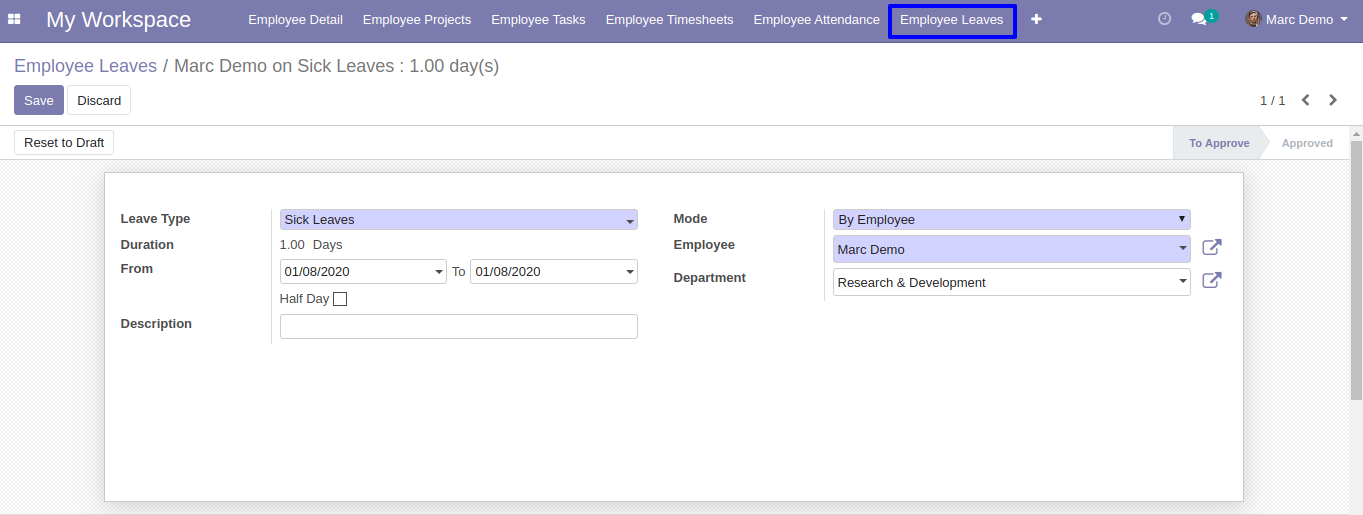 My Workspace Employee Detail Employee Projects Employee Tasks Employee Timesheets Employee Attendance Employee Leaves 1 Marc Demo
Employee Leaves / Marc Demo on Sick Leaves : 1.00 day(s)
Save Discard 1 / 1
Reset to Draft To Approve Approved
Leave Type Sick Leaves Mode By Employee
Duration 1.00 Days Employee Marc Demo
From 01/08/2020 To 01/08/2020 Department Research & Development
Half Day
Description